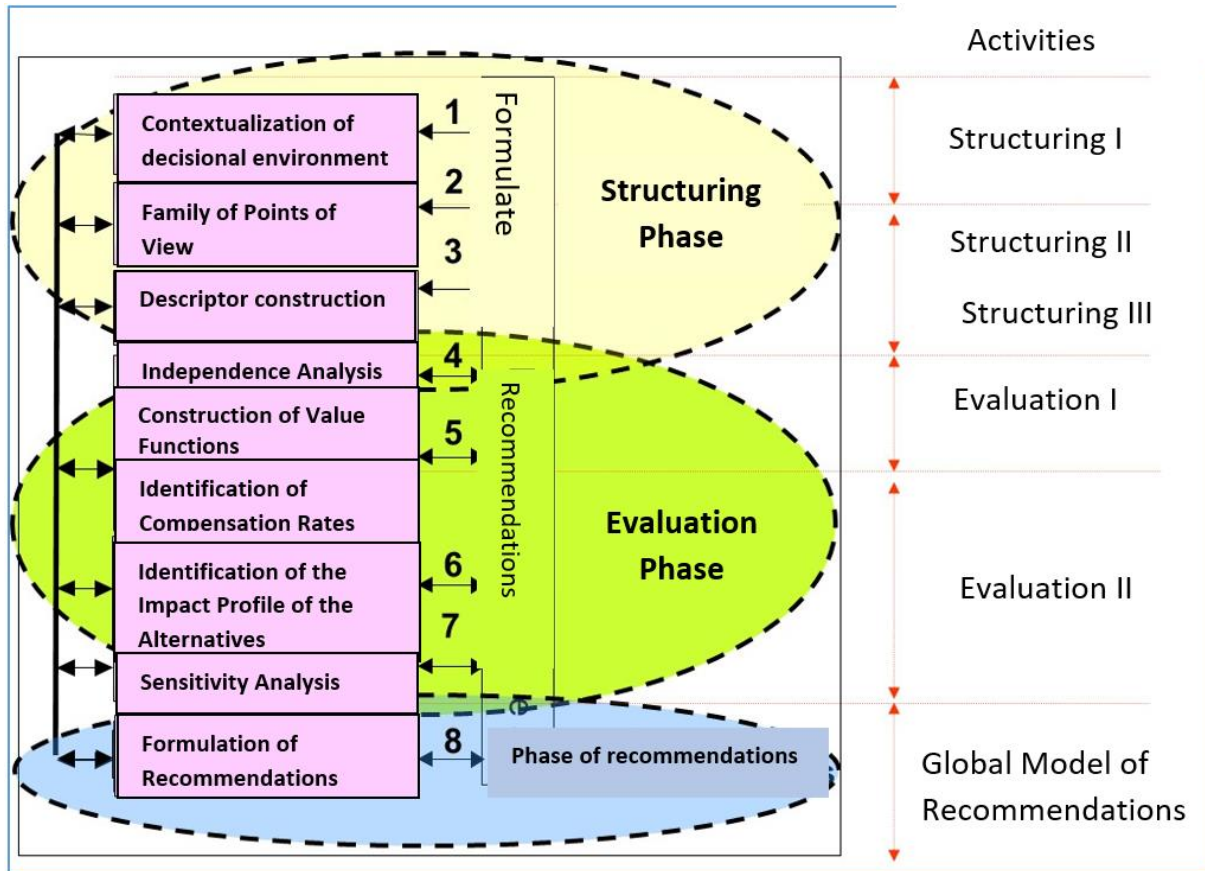 Activities
Contextualization of
decisional environment
1
Formulate
Structuring
Phase
Structuring I
Family of Points of
View
2
Structuring II
Descriptor construction
3
Structuring III
Independence Analysis
4
Recommendations
Evaluation I
Construction of Value
Functions
5
Evaluation
Phase
Identification of
Compensation Rates
Evaluation II
Identification of the
Impact Profile of the
Alternatives
6
7
Sensitivity Analysis
e
Formulation of
Recommendations
8
Phase of recommendations
Global Model of
Recommendations